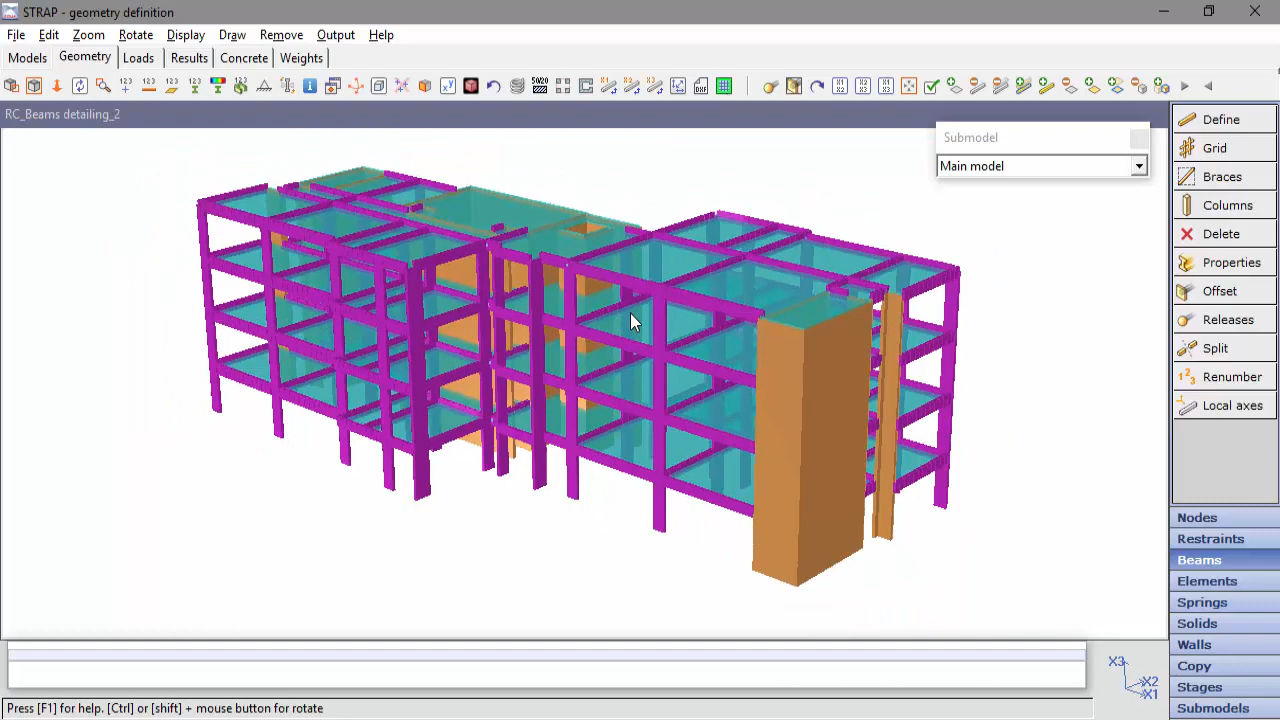 STRAP - geometry definition
File Edit Zoom Rotate Display Draw Remove Output Help
Models Geometry Loads Results Concrete Weights
RC_Beams detailing_2
Submodel
Main model
Define
Grid
Braces
Columns
Delete
Properties
Offset
Releases
Split
Renumber
Local axes
Nodes
Restraints
Beams
Elements
Springs
Solids
Walls
Copy
Stages
Submodels
X3
X2
X1
Press [F1] for help. [Ctrl] or [shift] + mouse button for rotate